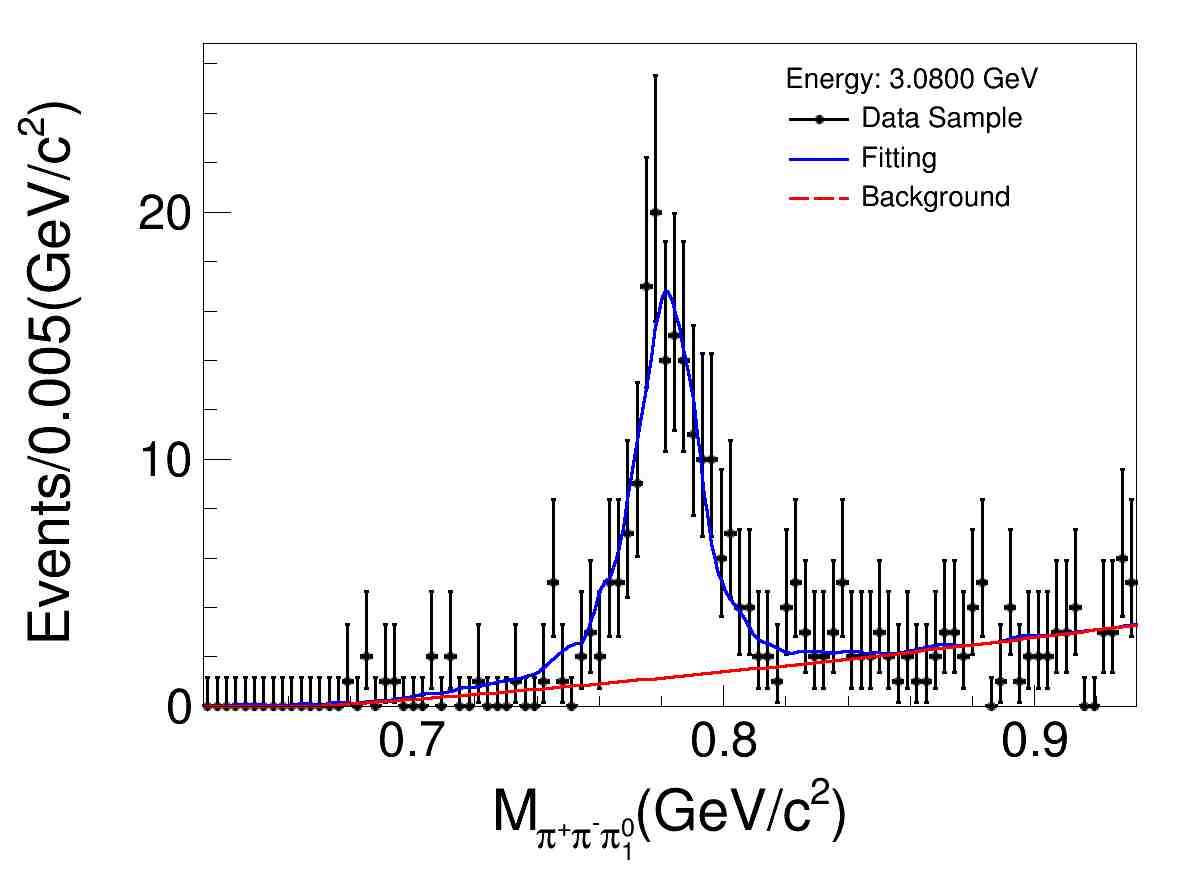 Energy: 3.0800 GeV
Data Sample
Fitting
Background
Events/0.005(GeV/c²)
20
10
0
0.7 0.8 0.9
M_{π⁺π⁻π⁰₁}(GeV/c²)